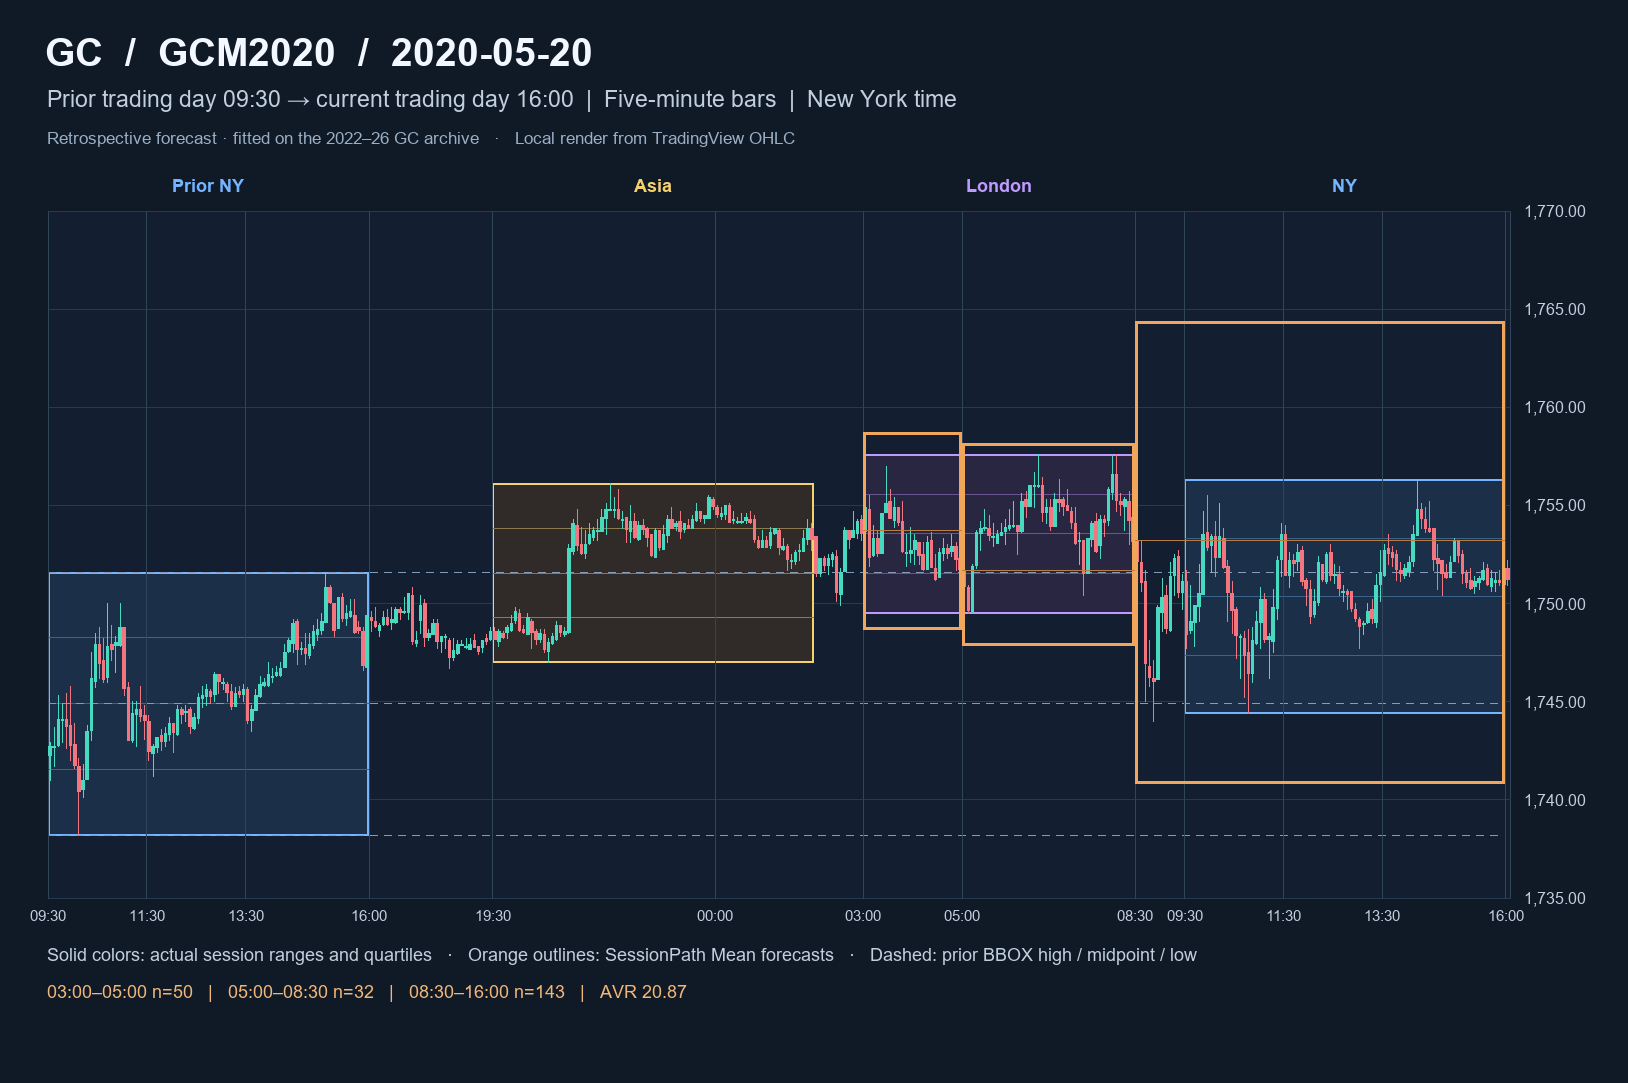 GC / GCM2020 / 2020-05-20
Prior trading day 09:30 → current trading day 16:00 | Five-minute bars | New York time
Retrospective forecast · fitted on the 2022–26 GC archive · Local render from TradingView OHLC
Prior NY Asia London NY
1,770.00
1,765.00
1,760.00
1,755.00
1,750.00
1,745.00
1,740.00
1,735.00
09:30 11:30 13:30 16:00 19:30 00:00 03:00 05:00 08:30 09:30 11:30 13:30 16:00
Solid colors: actual session ranges and quartiles · Orange outlines: SessionPath Mean forecasts · Dashed: prior BBOX high / midpoint / low
03:00–05:00 n=50 | 05:00–08:30 n=32 | 08:30–16:00 n=143 | AVR 20.87